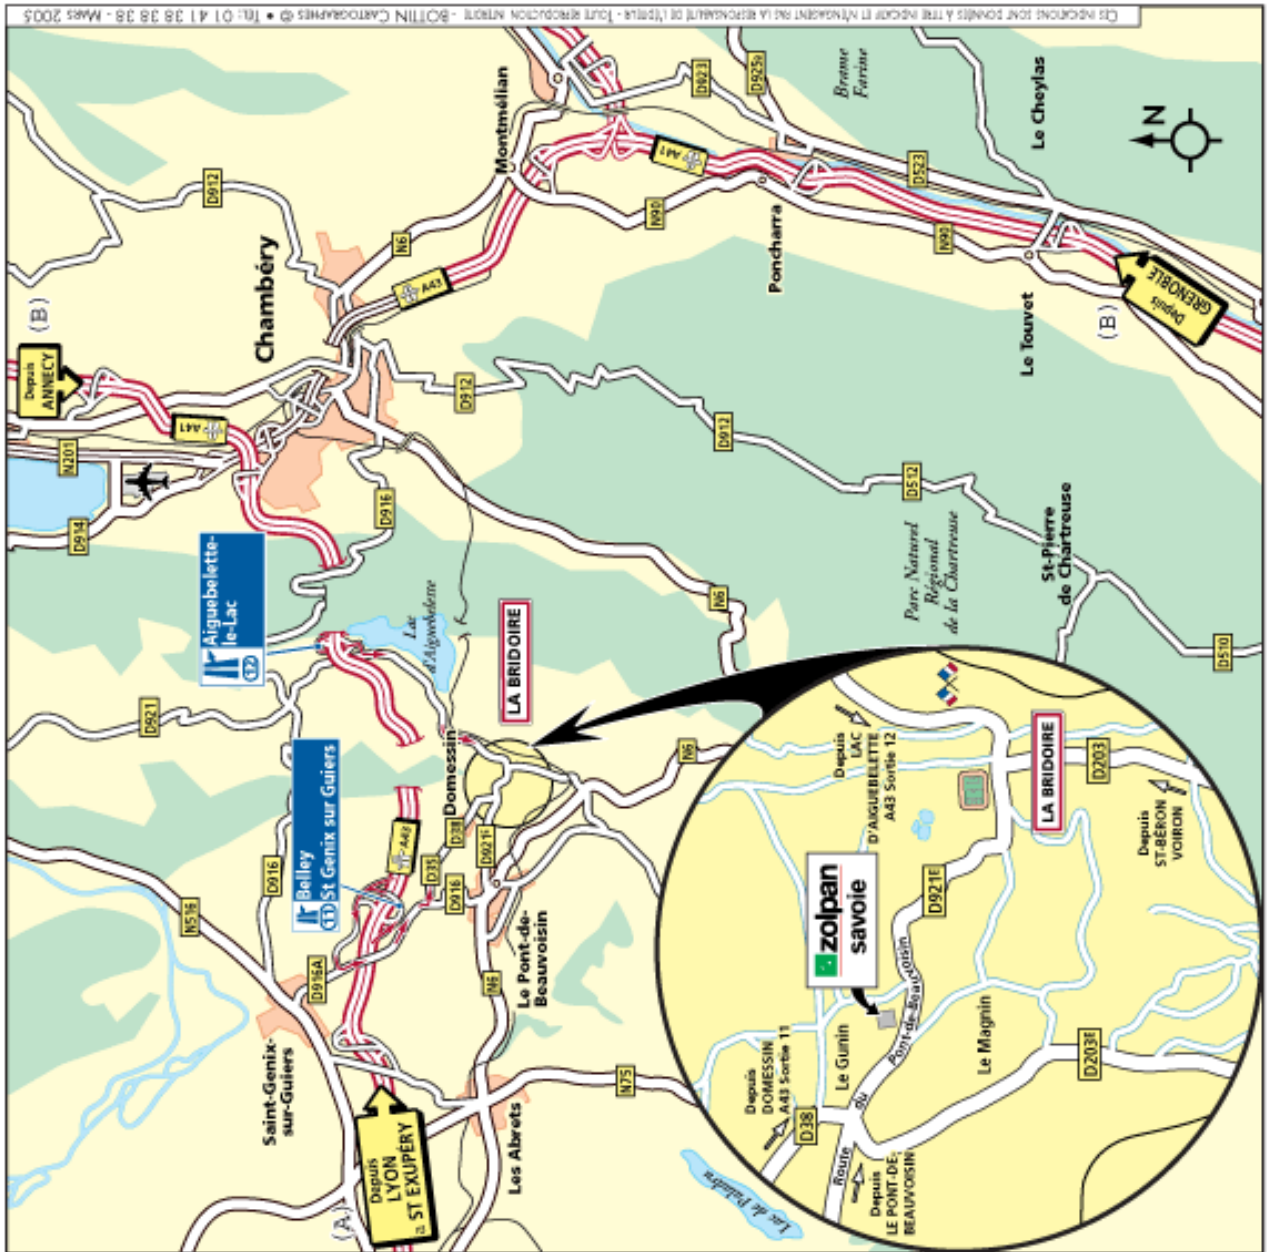 CES INDICATIONS SONT DONNÉES À TITRE INDICATIF ET N'ENGAGENT PAS LA RESPONSABILITÉ DE L'ÉDITEUR - TOUTE REPRODUCTION INTERDITE - BOTTIN CARTOGRAPHES © • TÉL: 01 41 38 38 38 - MARS 2005
Depuis
LYON
à ST EXUPÉRY
(A)
Saint-Genix-
sur-Guiers
Les Abrets
N75
N6
D916A
N516
D916
Belley
11 St Genix sur Guiers
A43
D35
D38
D916
D921F
Le Pont-de-
Beauvoisin
Domessin
LA BRIDOIRE
D921
Aiguebelette-
le-Lac
12
Lac
d'Aiguebelette
N6
N6
D914
N201
D916
Depuis
ANNECY
(B)
A41
Chambéry
D912
D912
D912
D512
D510
Parc Naturel
Régional
de la Chartreuse
St-Pierre
de Chartreuse
A43
N6
Montmélian
A41
N90
N90
D923
D925
D523
Poncharra
Brame
Farine
Le Cheylas
Le Touvet
Depuis
GRENOBLE
(B)
N
Lac de Paladru
Depuis
DOMESSIN
A43 Sortie 11
D38
Route
du
Pont-de-Beauvoisin
Depuis
LE PONT-DE-
BEAUVOISIN
Le Gunin
Le Magnin
zolpan
savoie
D921E
D203E
Depuis
LAC
D'AIGUEBELETTE
A43 Sortie 12
LA BRIDOIRE
D203
Depuis
ST-BÉRON
VOIRON